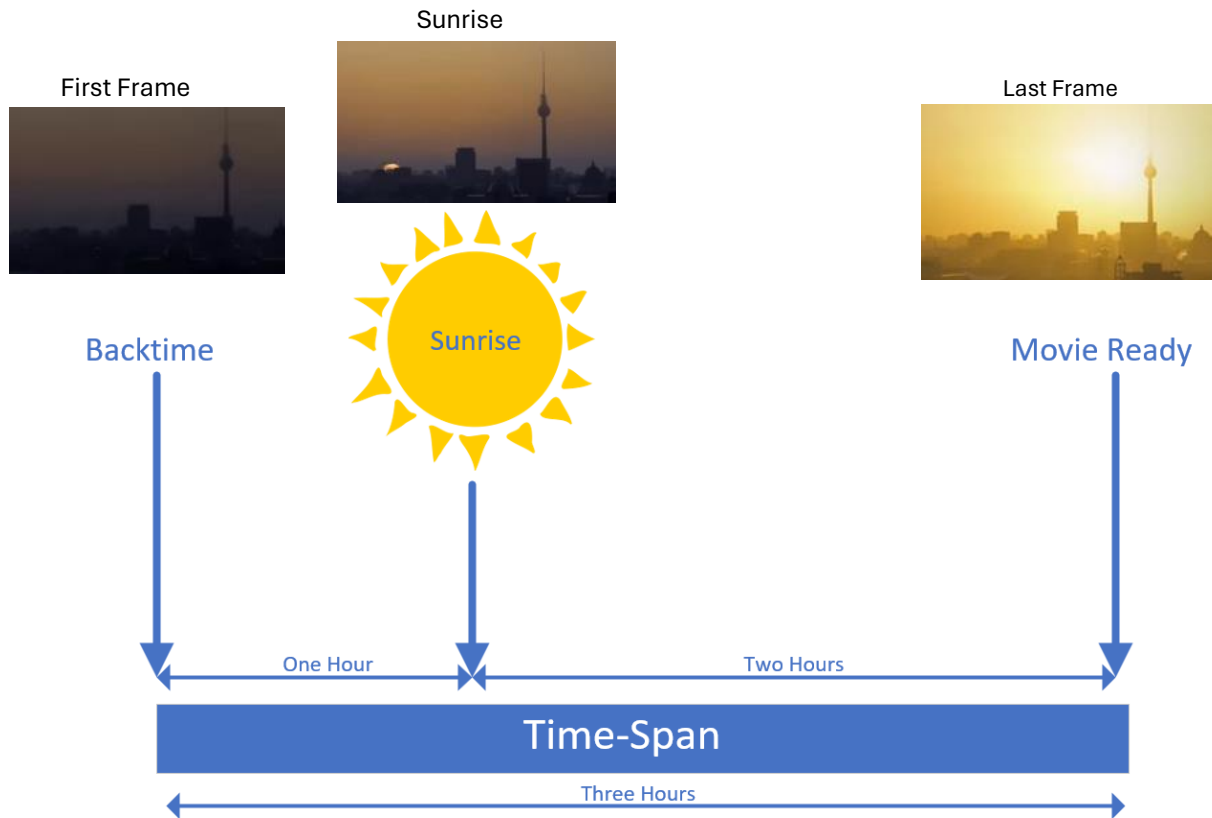 Sunrise
First Frame
Last Frame
Sunrise
Backtime
Movie Ready
One Hour
Two Hours
Time-Span
Three Hours